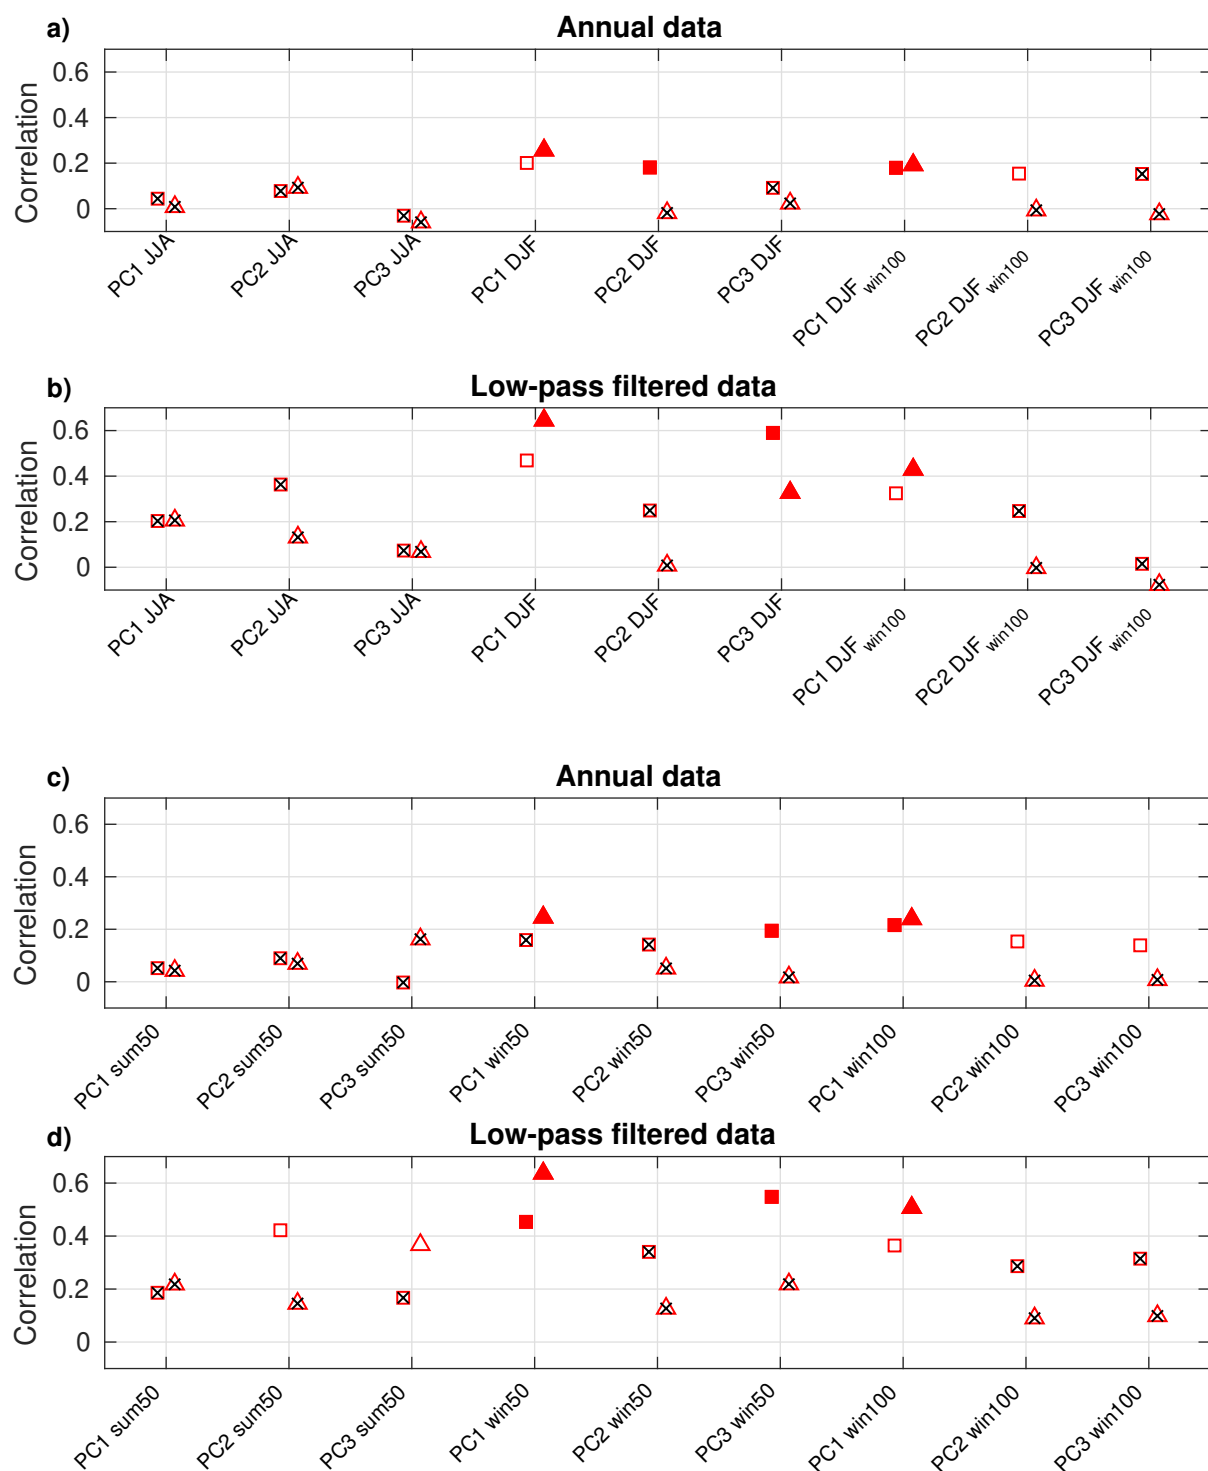 a)
Annual data
Correlation
0.6
0.4
0.2
0
PC1 JJA
PC2 JJA
PC3 JJA
PC1 DJF
PC2 DJF
PC3 DJF
PC1 DJF win100
PC2 DJF win100
PC3 DJF win100
b)
Low-pass filtered data
Correlation
0.6
0.4
0.2
0
PC1 JJA
PC2 JJA
PC3 JJA
PC1 DJF
PC2 DJF
PC3 DJF
PC1 DJF win100
PC2 DJF win100
PC3 DJF win100
c)
Annual data
Correlation
0.6
0.4
0.2
0
PC1 sum50
PC2 sum50
PC3 sum50
PC1 win50
PC2 win50
PC3 win50
PC1 win100
PC2 win100
PC3 win100
d)
Low-pass filtered data
Correlation
0.6
0.4
0.2
0
PC1 sum50
PC2 sum50
PC3 sum50
PC1 win50
PC2 win50
PC3 win50
PC1 win100
PC2 win100
PC3 win100